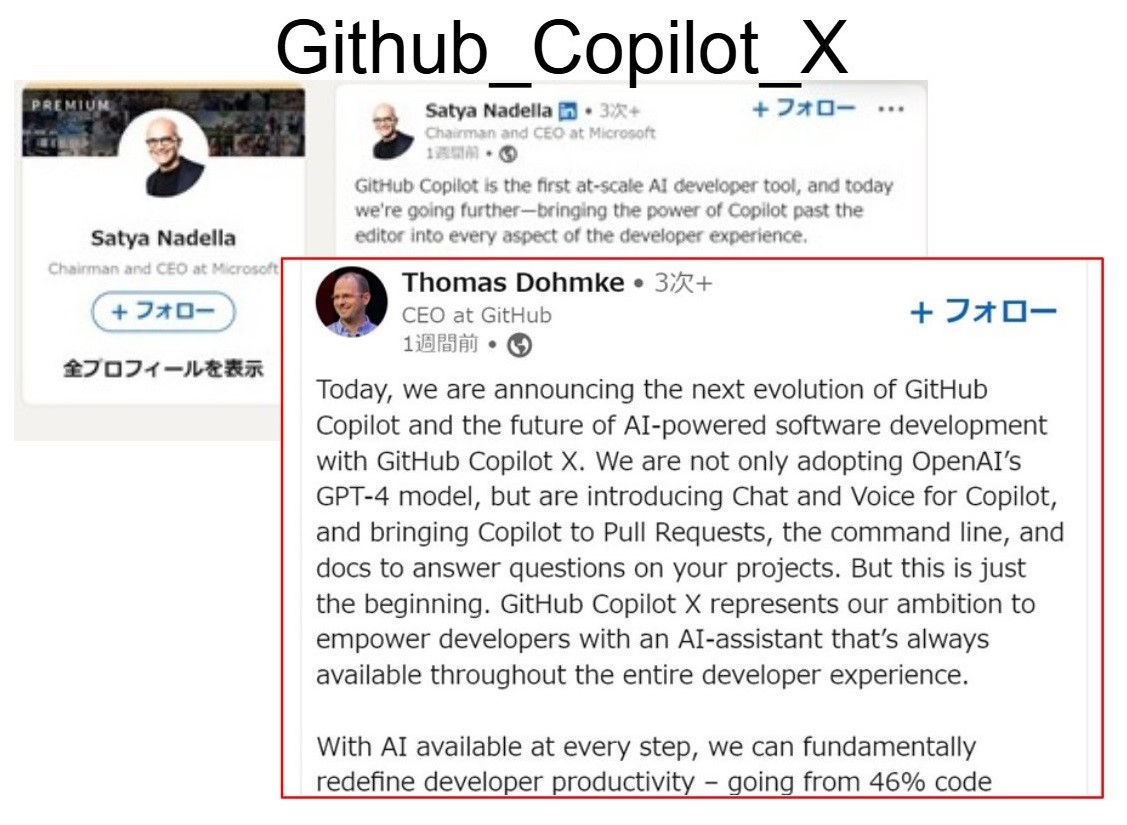 Github_Copilot_X
PREMIUM
Satya Nadella
Chairman and CEO at Microsoft
+ フォロー
全プロフィールを表示
Satya Nadella in • 3次+
Chairman and CEO at Microsoft
1週間前 •
+ フォロー ...
GitHub Copilot is the first at-scale AI developer tool, and today
we're going further—bringing the power of Copilot past the
editor into every aspect of the developer experience.
Thomas Dohmke • 3次+
CEO at GitHub
1週間前 •
+ フォロー
Today, we are announcing the next evolution of GitHub
Copilot and the future of AI-powered software development
with GitHub Copilot X. We are not only adopting OpenAI’s
GPT-4 model, but are introducing Chat and Voice for Copilot,
and bringing Copilot to Pull Requests, the command line, and
docs to answer questions on your projects. But this is just
the beginning. GitHub Copilot X represents our ambition to
empower developers with an AI-assistant that’s always
available throughout the entire developer experience.
With AI available at every step, we can fundamentally
redefine developer productivity – going from 46% code